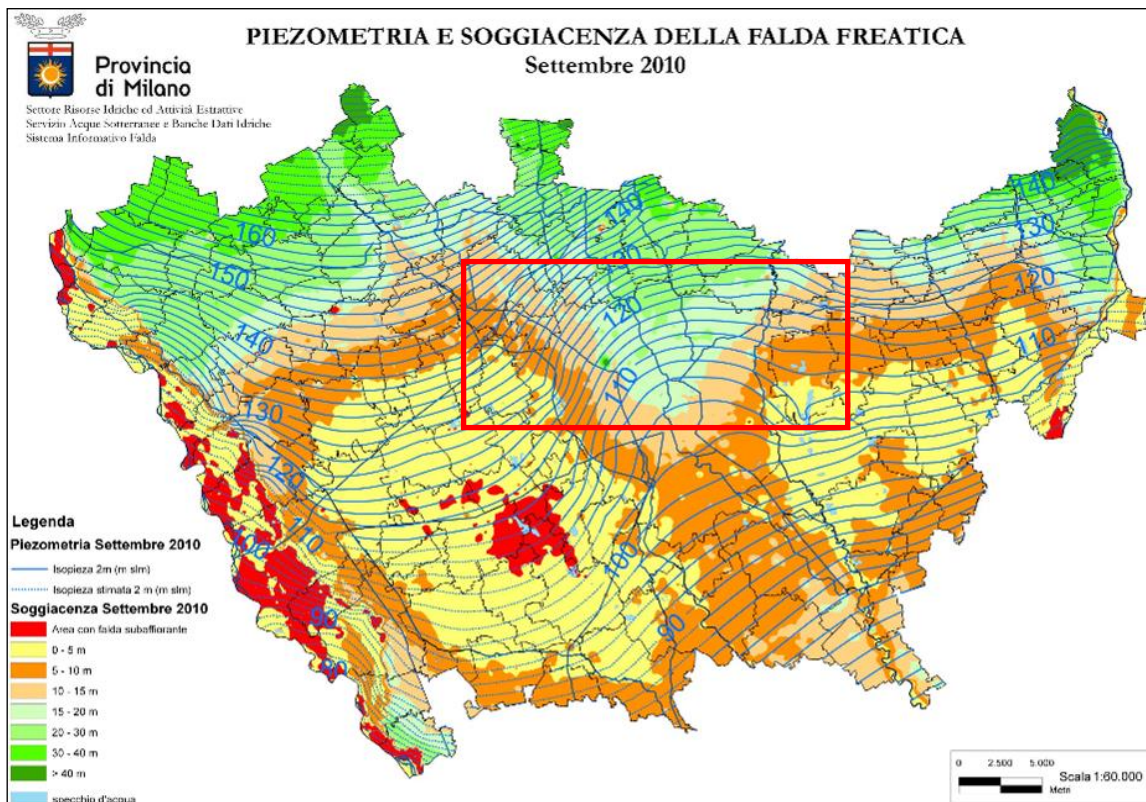 PIEZOMETRIA E SOGGIACENZA DELLA FALDA FREATICA
Settembre 2010
Provincia
di Milano
Settore Risorse Idriche ed Attività Estrattive
Servizio Acque Sotterranee e Banche Dati Idriche
Sistema Informativo Falda
140
140
160
130
130
150
120
120
140
110
110
130
120
110
100
100
90
90
80
Legenda
Piezometria Settembre 2010
Isopieza 2m (m slm)
Isopieza stimata 2 m (m slm)
Soggiacenza Settembre 2010
Area con falda subaffiorante
0 - 5 m
5 - 10 m
10 - 15 m
15 - 20 m
20 - 30 m
30 - 40 m
> 40 m
specchio d'acqua
0 2.500 5.000
Scala 1:60.000
Metri